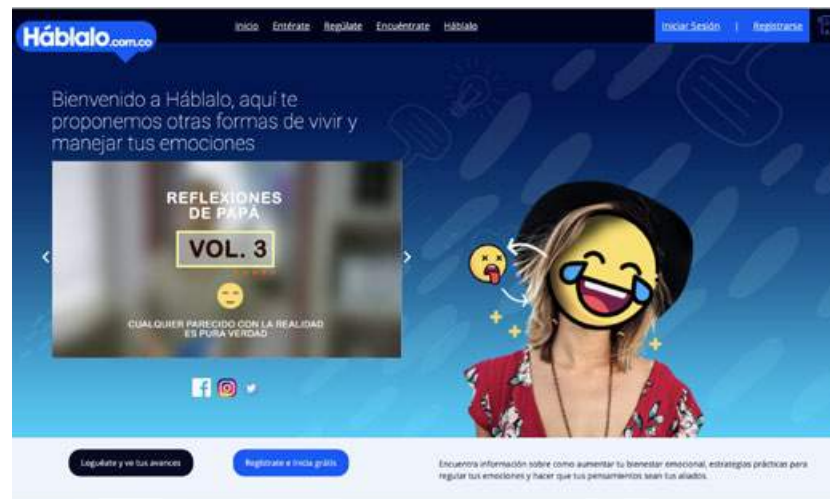 Háblalo.com.co
Inicio Entérate Regúlate Encuéntrate Háblalo
Iniciar Sesión | Registrarse
Bienvenido a Háblalo, aquí te
proponemos otras formas de vivir y
manejar tus emociones
REFLEXIONES
DE PAPÁ
VOL. 3
CUALQUIER PARECIDO CON LA REALIDAD
ES PURA VERDAD
Loguéate y ve tus avances
Regístrate e inicia grátis
Encuentra información sobre como aumentar tu bienestar emocional, estrategias prácticas para
regular tus emociones y hacer que tus pensamientos sean tus aliados.